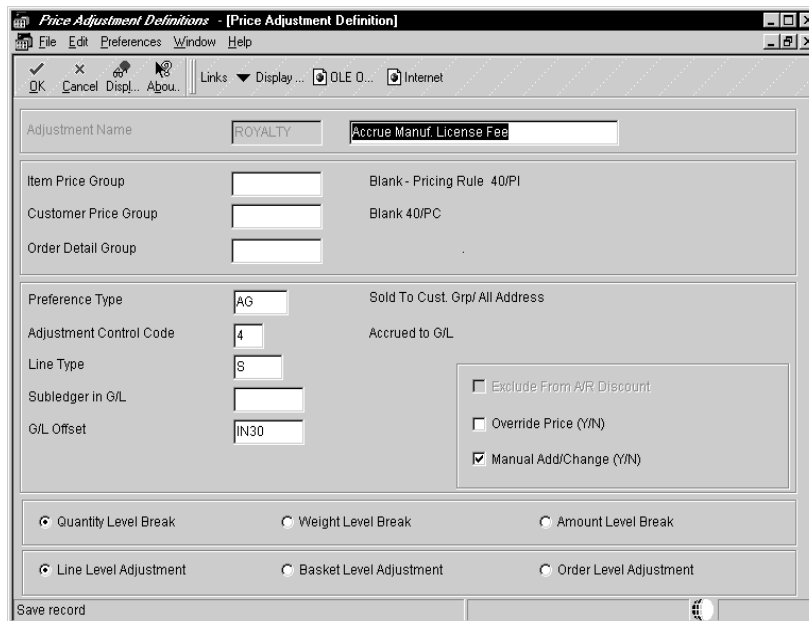 Price Adjustment Definitions - [Price Adjustment Definition]
File Edit Preferences Window Help
OK Cancel Displ... Abou.. Links Display ... OLE O... Internet
Adjustment Name ROYALTY Accrue Manuf. License Fee
Item Price Group Blank - Pricing Rule 40/PI
Customer Price Group Blank 40/PC
Order Detail Group .
Preference Type AG Sold To Cust. Grp/ All Address
Adjustment Control Code 4 Accrued to G/L
Line Type S
Subledger in G/L
Exclude From A/R Discount
G/L Offset IN30
Override Price (Y/N)
Manual Add/Change (Y/N)
Quantity Level Break Weight Level Break Amount Level Break
Line Level Adjustment Basket Level Adjustment Order Level Adjustment
Save record